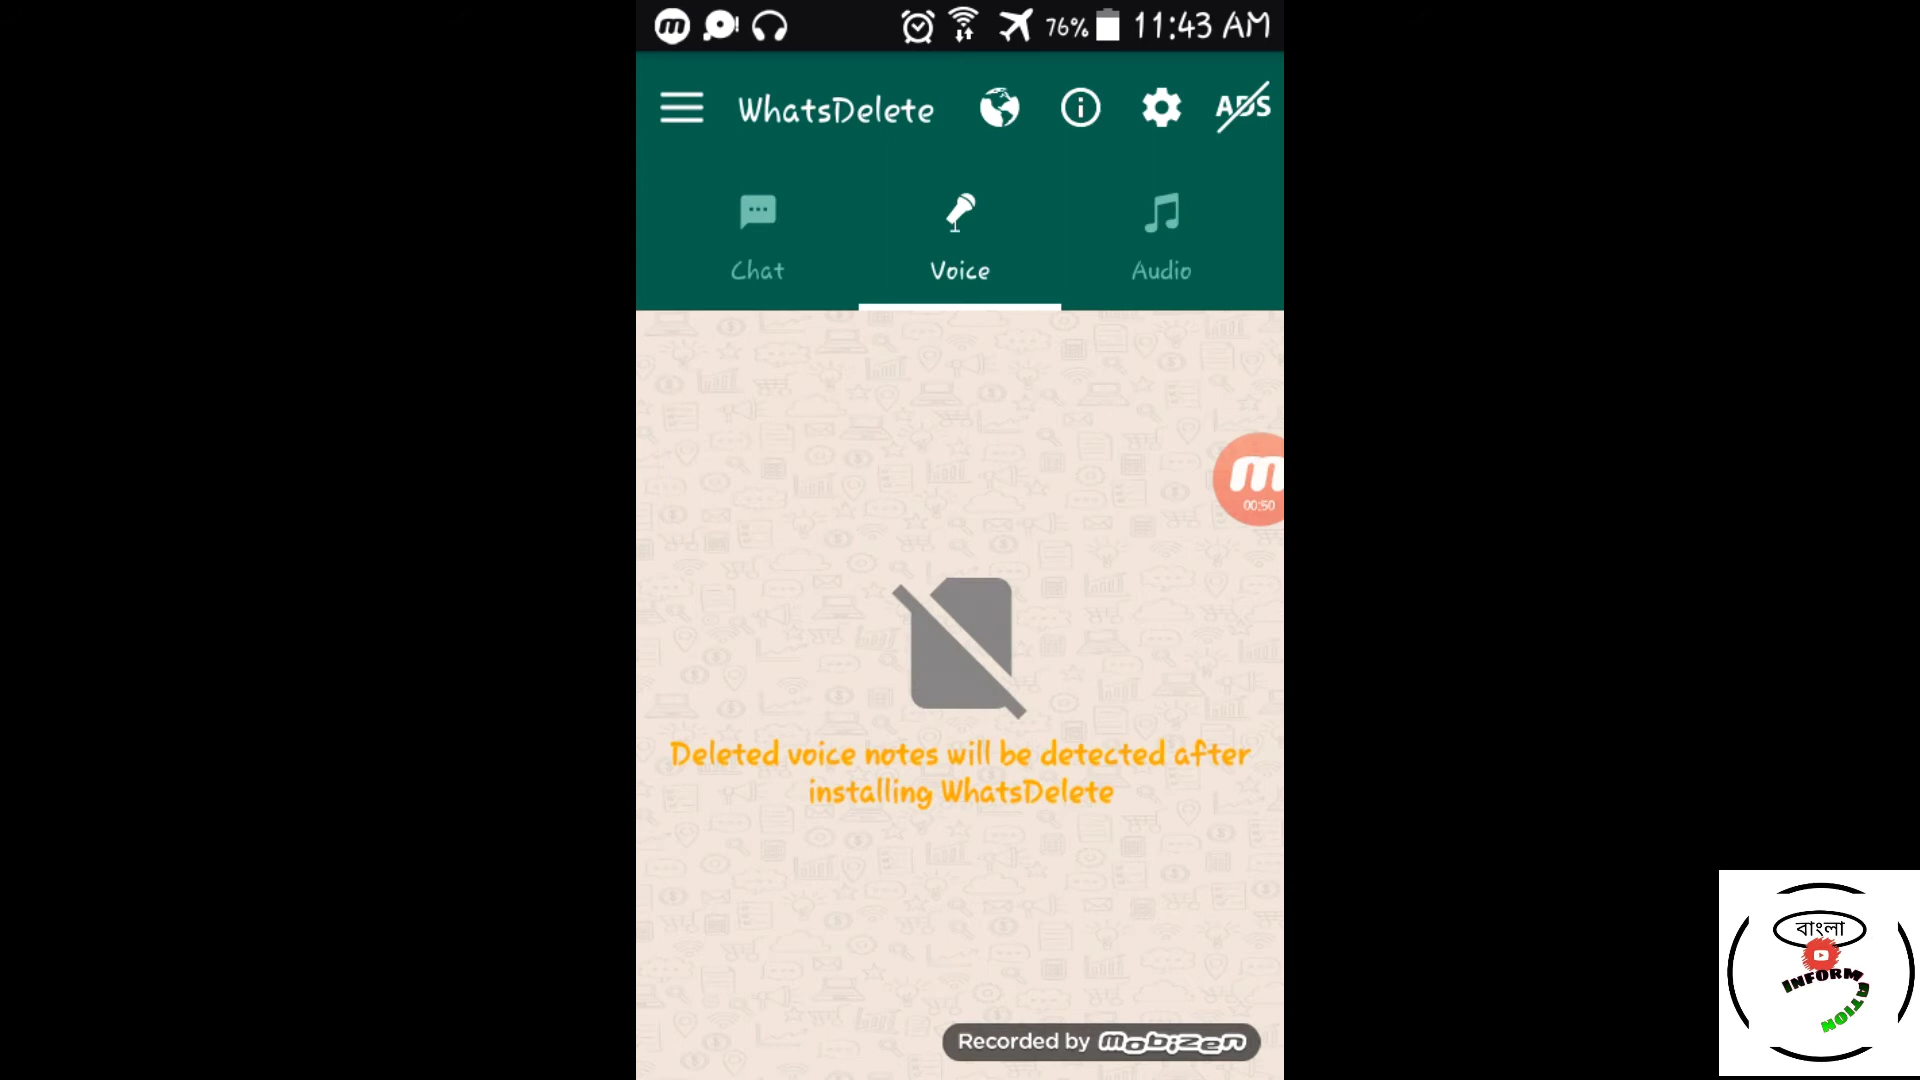 76% 11:43 AM
WhatsDelete
ADS
Chat Voice Audio
00:50
Deleted voice notes will be detected after
installing WhatsDelete
Recorded by mobizen
বাংলা
INFORMATION